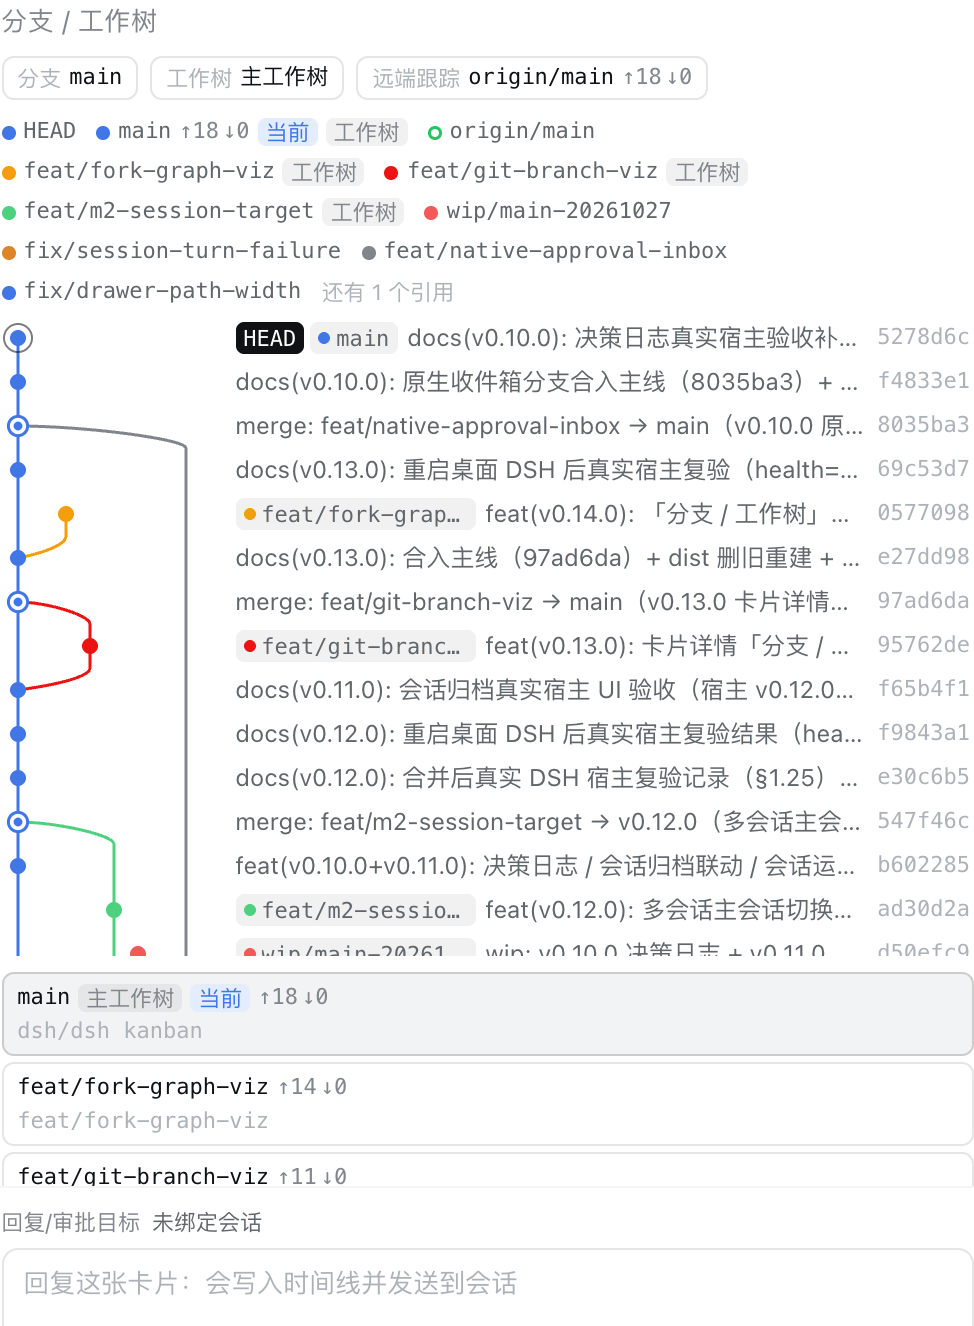 分支 / 工作树
分支 main 工作树 主工作树 远端跟踪 origin/main ↑18 ↓0
HEAD main ↑18 ↓0 当前 工作树 origin/main
feat/fork-graph-viz 工作树 feat/git-branch-viz 工作树
feat/m2-session-target 工作树 wip/main-20261027
fix/session-turn-failure feat/native-approval-inbox
fix/drawer-path-width 还有 1 个引用
HEAD main docs(v0.10.0): 决策日志真实宿主验收补… 5278d6c
docs(v0.10.0): 原生收件箱分支合入主线（8035ba3）+ … f4833e1
merge: feat/native-approval-inbox → main（v0.10.0 原… 8035ba3
docs(v0.13.0): 重启桌面 DSH 后真实宿主复验（health=… 69c53d7
feat/fork-grap… feat(v0.14.0): 「分支 / 工作树」… 0577098
docs(v0.13.0): 合入主线（97ad6da）+ dist 删旧重建 + … e27dd98
merge: feat/git-branch-viz → main（v0.13.0 卡片详情… 97ad6da
feat/git-branc… feat(v0.13.0): 卡片详情「分支 / … 95762de
docs(v0.11.0): 会话归档真实宿主 UI 验收（宿主 v0.12.0… f65b4f1
docs(v0.12.0): 重启桌面 DSH 后真实宿主复验结果（hea… f9843a1
docs(v0.12.0): 合并后真实 DSH 宿主复验记录（§1.25）… e30c6b5
merge: feat/m2-session-target → v0.12.0（多会话主会… 547f46c
feat(v0.10.0+v0.11.0): 决策日志 / 会话归档联动 / 会话运… b602285
feat/m2-sessio… feat(v0.12.0): 多会话主会话切换… ad30d2a
wip/main-20261… wip: v0.10.0 决策日志 + v0.11.0… d50efc9
main 主工作树 当前 ↑18 ↓0
dsh/dsh kanban
feat/fork-graph-viz ↑14 ↓0
feat/fork-graph-viz
feat/git-branch-viz ↑11 ↓0
回复/审批目标 未绑定会话
回复这张卡片：会写入时间线并发送到会话